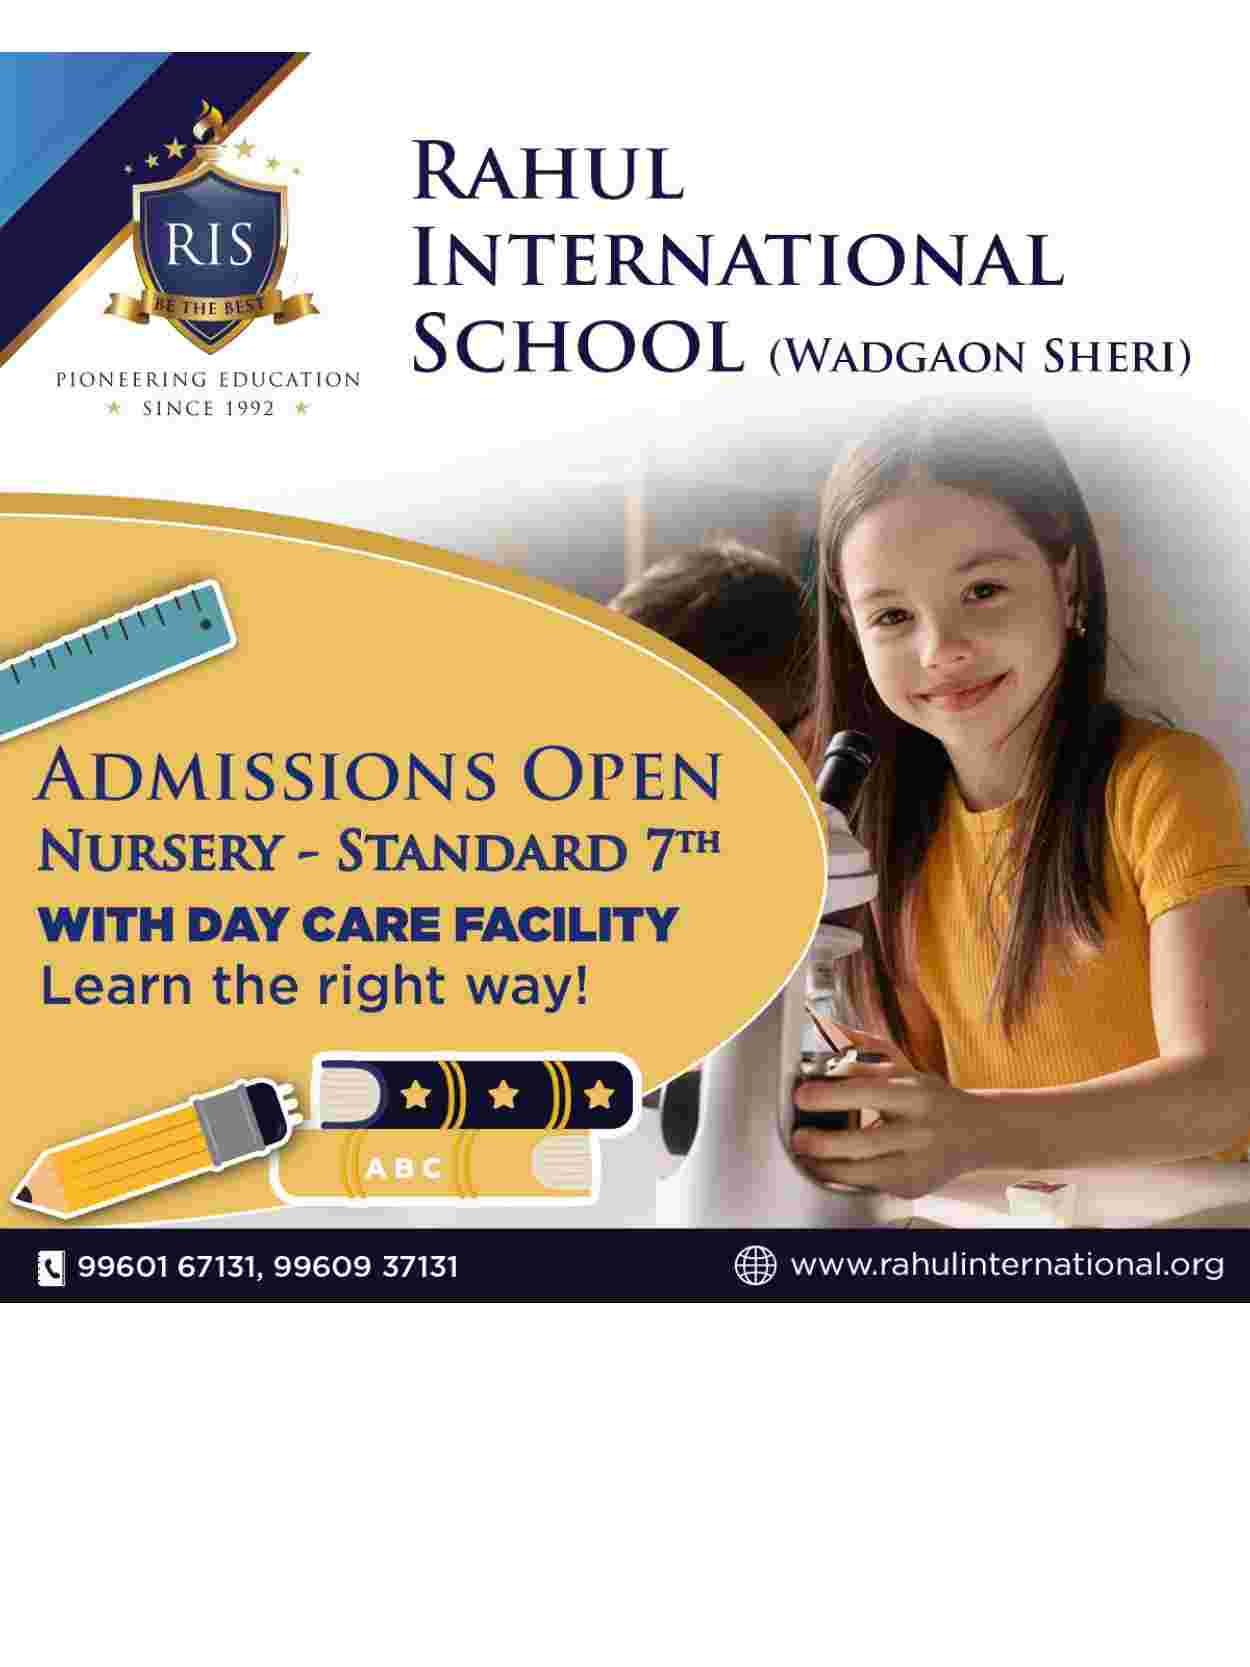 RIS
BE THE BEST
PIONEERING EDUCATION
SINCE 1992
RAHUL
INTERNATIONAL
SCHOOL (WADGAON SHERI)
ADMISSIONS OPEN
NURSERY - STANDARD 7TH
WITH DAY CARE FACILITY
Learn the right way!
ABC
99601 67131, 99609 37131
www.rahulinternational.org